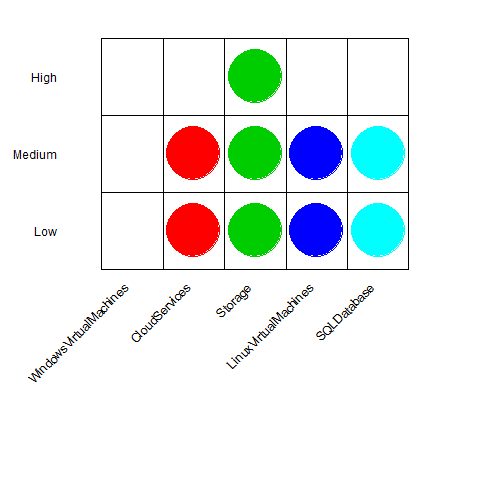 High
Medium
Low
WindowsVirtualMachines
CloudServices
Storage
LinuxVirtualMachines
SQLDatabase